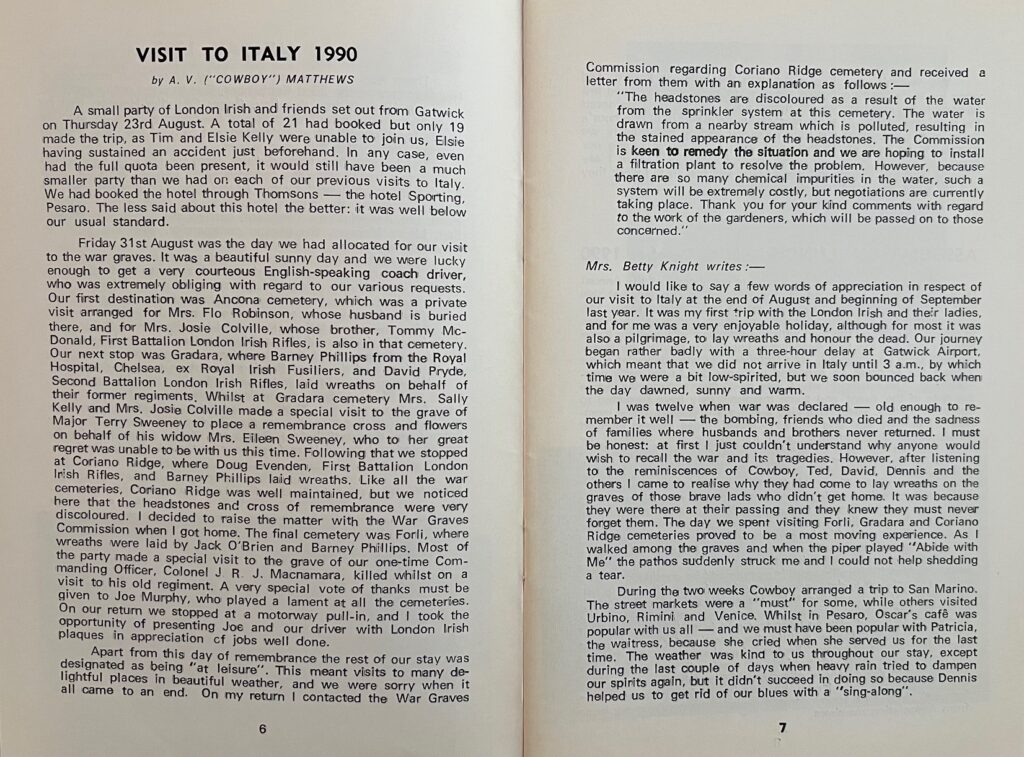 VISIT TO ITALY 1990
by A. V. ("COWBOY") MATTHEWS
A small party of London Irish and friends set out from Gatwick
on Thursday 23rd August. A total of 21 had booked but only 19
made the trip, as Tim and Elsie Kelly were unable to join us, Elsie
having sustained an accident just beforehand. In any case, even
had the full quota been present, it would still have been a much
smaller party than we had on each of our previous visits to Italy.
We had booked the hotel through Thomsons — the hotel Sporting,
Pesaro. The less said about this hotel the better: it was well below
our usual standard.
Friday 31st August was the day we had allocated for our visit
to the war graves. It was a beautiful sunny day and we were lucky
enough to get a very courteous English-speaking coach driver,
who was extremely obliging with regard to our various requests.
Our first destination was Ancona cemetery, which was a private
visit arranged for Mrs. Flo Robinson, whose husband is buried
there, and for Mrs. Josie Colville, whose brother, Tommy Mc-
Donald, First Battalion London Irish Rifles, is also in that cemetery.
Our next stop was Gradara, where Barney Phillips from the Royal
Hospital, Chelsea, ex Royal Irish Fusiliers, and David Pryde,
Second Battalion London Irish Rifles, laid wreaths on behalf of
their former regiments. Whilst at Gradara cemetery Mrs. Sally
Kelly and Mrs. Josie Colville made a special visit to the grave of
Major Terry Sweeney to place a remembrance cross and flowers
on behalf of his widow Mrs. Eileen Sweeney, who to her great
regret was unable to be with us this time. Following that we stopped
at Coriano Ridge, where Doug Evenden, First Battalion London
Irish Rifles, and Barney Phillips laid wreaths. Like all the war
cemeteries, Coriano Ridge was well maintained, but we noticed
here that the headstones and cross of remembrance were very
discoloured. I decided to raise the matter with the War Graves
Commission when I got home. The final cemetery was Forli, where
wreaths were laid by Jack O'Brien and Barney Phillips. Most of
the party made a special visit to the grave of our one-time Com-
manding Officer, Colonel J. R. J. Macnamara, killed whilst on a
visit to his old regiment. A very special vote of thanks must be
given to Joe Murphy, who played a lament at all the cemeteries.
On our return we stopped at a motorway pull-in, and I took the
opportunity of presenting Joe and our driver with London Irish
plaques in appreciation of jobs well done.
Apart from this day of remembrance the rest of our stay was
designated as being "at leisure". This meant visits to many de-
lightful places in beautiful weather, and we were sorry when it
all came to an end. On my return I contacted the War Graves
6
Commission regarding Coriano Ridge cemetery and received a
letter from them with an explanation as follows :—
"The headstones are discoloured as a result of the water
from the sprinkler system at this cemetery. The water is
drawn from a nearby stream which is polluted, resulting in
the stained appearance of the headstones. The Commission
is keen to remedy the situation and we are hoping to install
a filtration plant to resolve the problem. However, because
there are so many chemical impurities in the water, such a
system will be extremely costly, but negotiations are currently
taking place. Thank you for your kind comments with regard
to the work of the gardeners, which will be passed on to those
concerned."
Mrs. Betty Knight writes :—
I would like to say a few words of appreciation in respect of
our visit to Italy at the end of August and beginning of September
last year. It was my first trip with the London Irish and their ladies,
and for me was a very enjoyable holiday, although for most it was
also a pilgrimage, to lay wreaths and honour the dead. Our journey
began rather badly with a three-hour delay at Gatwick Airport,
which meant that we did not arrive in Italy until 3 a.m., by which
time we were a bit low-spirited, but we soon bounced back when
the day dawned, sunny and warm.
I was twelve when war was declared — old enough to re-
member it well — the bombing, friends who died and the sadness
of families where husbands and brothers never returned. I must
be honest: at first I just couldn't understand why anyone would
wish to recall the war and its tragedies. However, after listening
to the reminiscences of Cowboy, Ted, David, Dennis and the
others I came to realise why they had come to lay wreaths on the
graves of those brave lads who didn't get home. It was because
they were there at their passing and they knew they must never
forget them. The day we spent visiting Forli, Gradara and Coriano
Ridge cemeteries proved to be a most moving experience. As I
walked among the graves and when the piper played "Abide with
Me" the pathos suddenly struck me and I could not help shedding
a tear.
During the two weeks Cowboy arranged a trip to San Marino.
The street markets were a "must" for some, while others visited
Urbino, Rimini and Venice. Whilst in Pesaro, Oscar's café was
popular with us all — and we must have been popular with Patricia,
the waitress, because she cried when she served us for the last
time. The weather was kind to us throughout our stay, except
during the last couple of days when heavy rain tried to dampen
our spirits again, but it didn't succeed in doing so because Dennis
helped us to get rid of our blues with a "sing-along".
7